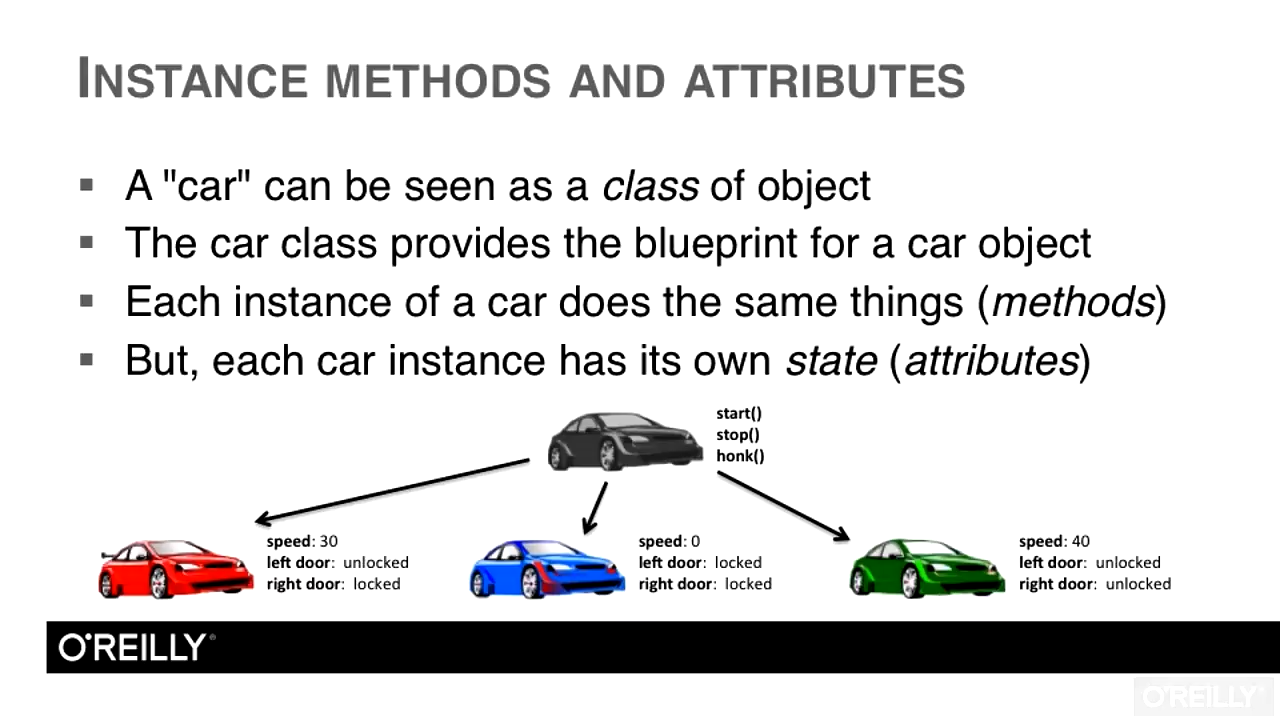 INSTANCE METHODS AND ATTRIBUTES
▪ A "car" can be seen as a class of object
▪ The car class provides the blueprint for a car object
▪ Each instance of a car does the same things (methods)
▪ But, each car instance has its own state (attributes)
start()
stop()
honk()
speed: 30
left door: unlocked
right door: locked
speed: 0
left door: locked
right door: locked
speed: 40
left door: unlocked
right door: unlocked
O'REILLY®
O'REILLY